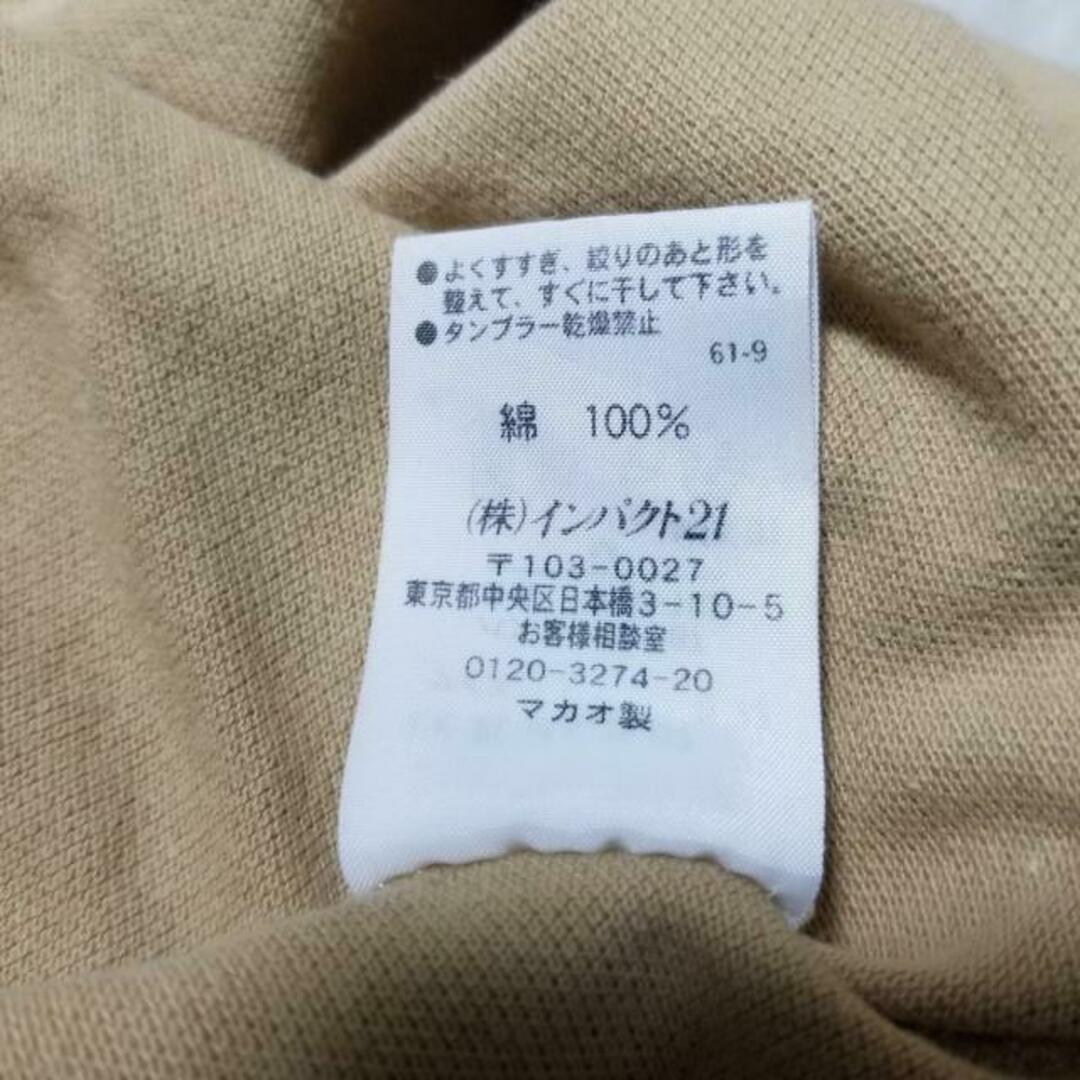 ●よくすすぎ、絞りのあと形を
整えて、すぐに干して下さい。
●タンブラー乾燥禁止
61-9
綿 100%
(株)インパクト21
〒103-0027
東京都中央区日本橋3-10-5
お客様相談室
0120-3274-20
マカオ製